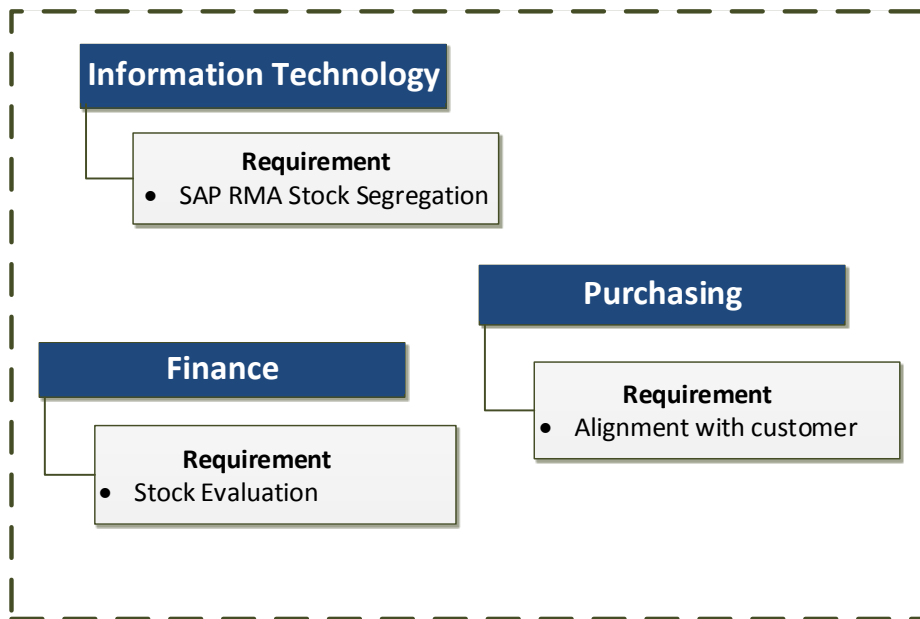 Information Technology
Requirement
• SAP RMA Stock Segregation
Purchasing
Requirement
• Alignment with customer
Finance
Requirement
• Stock Evaluation